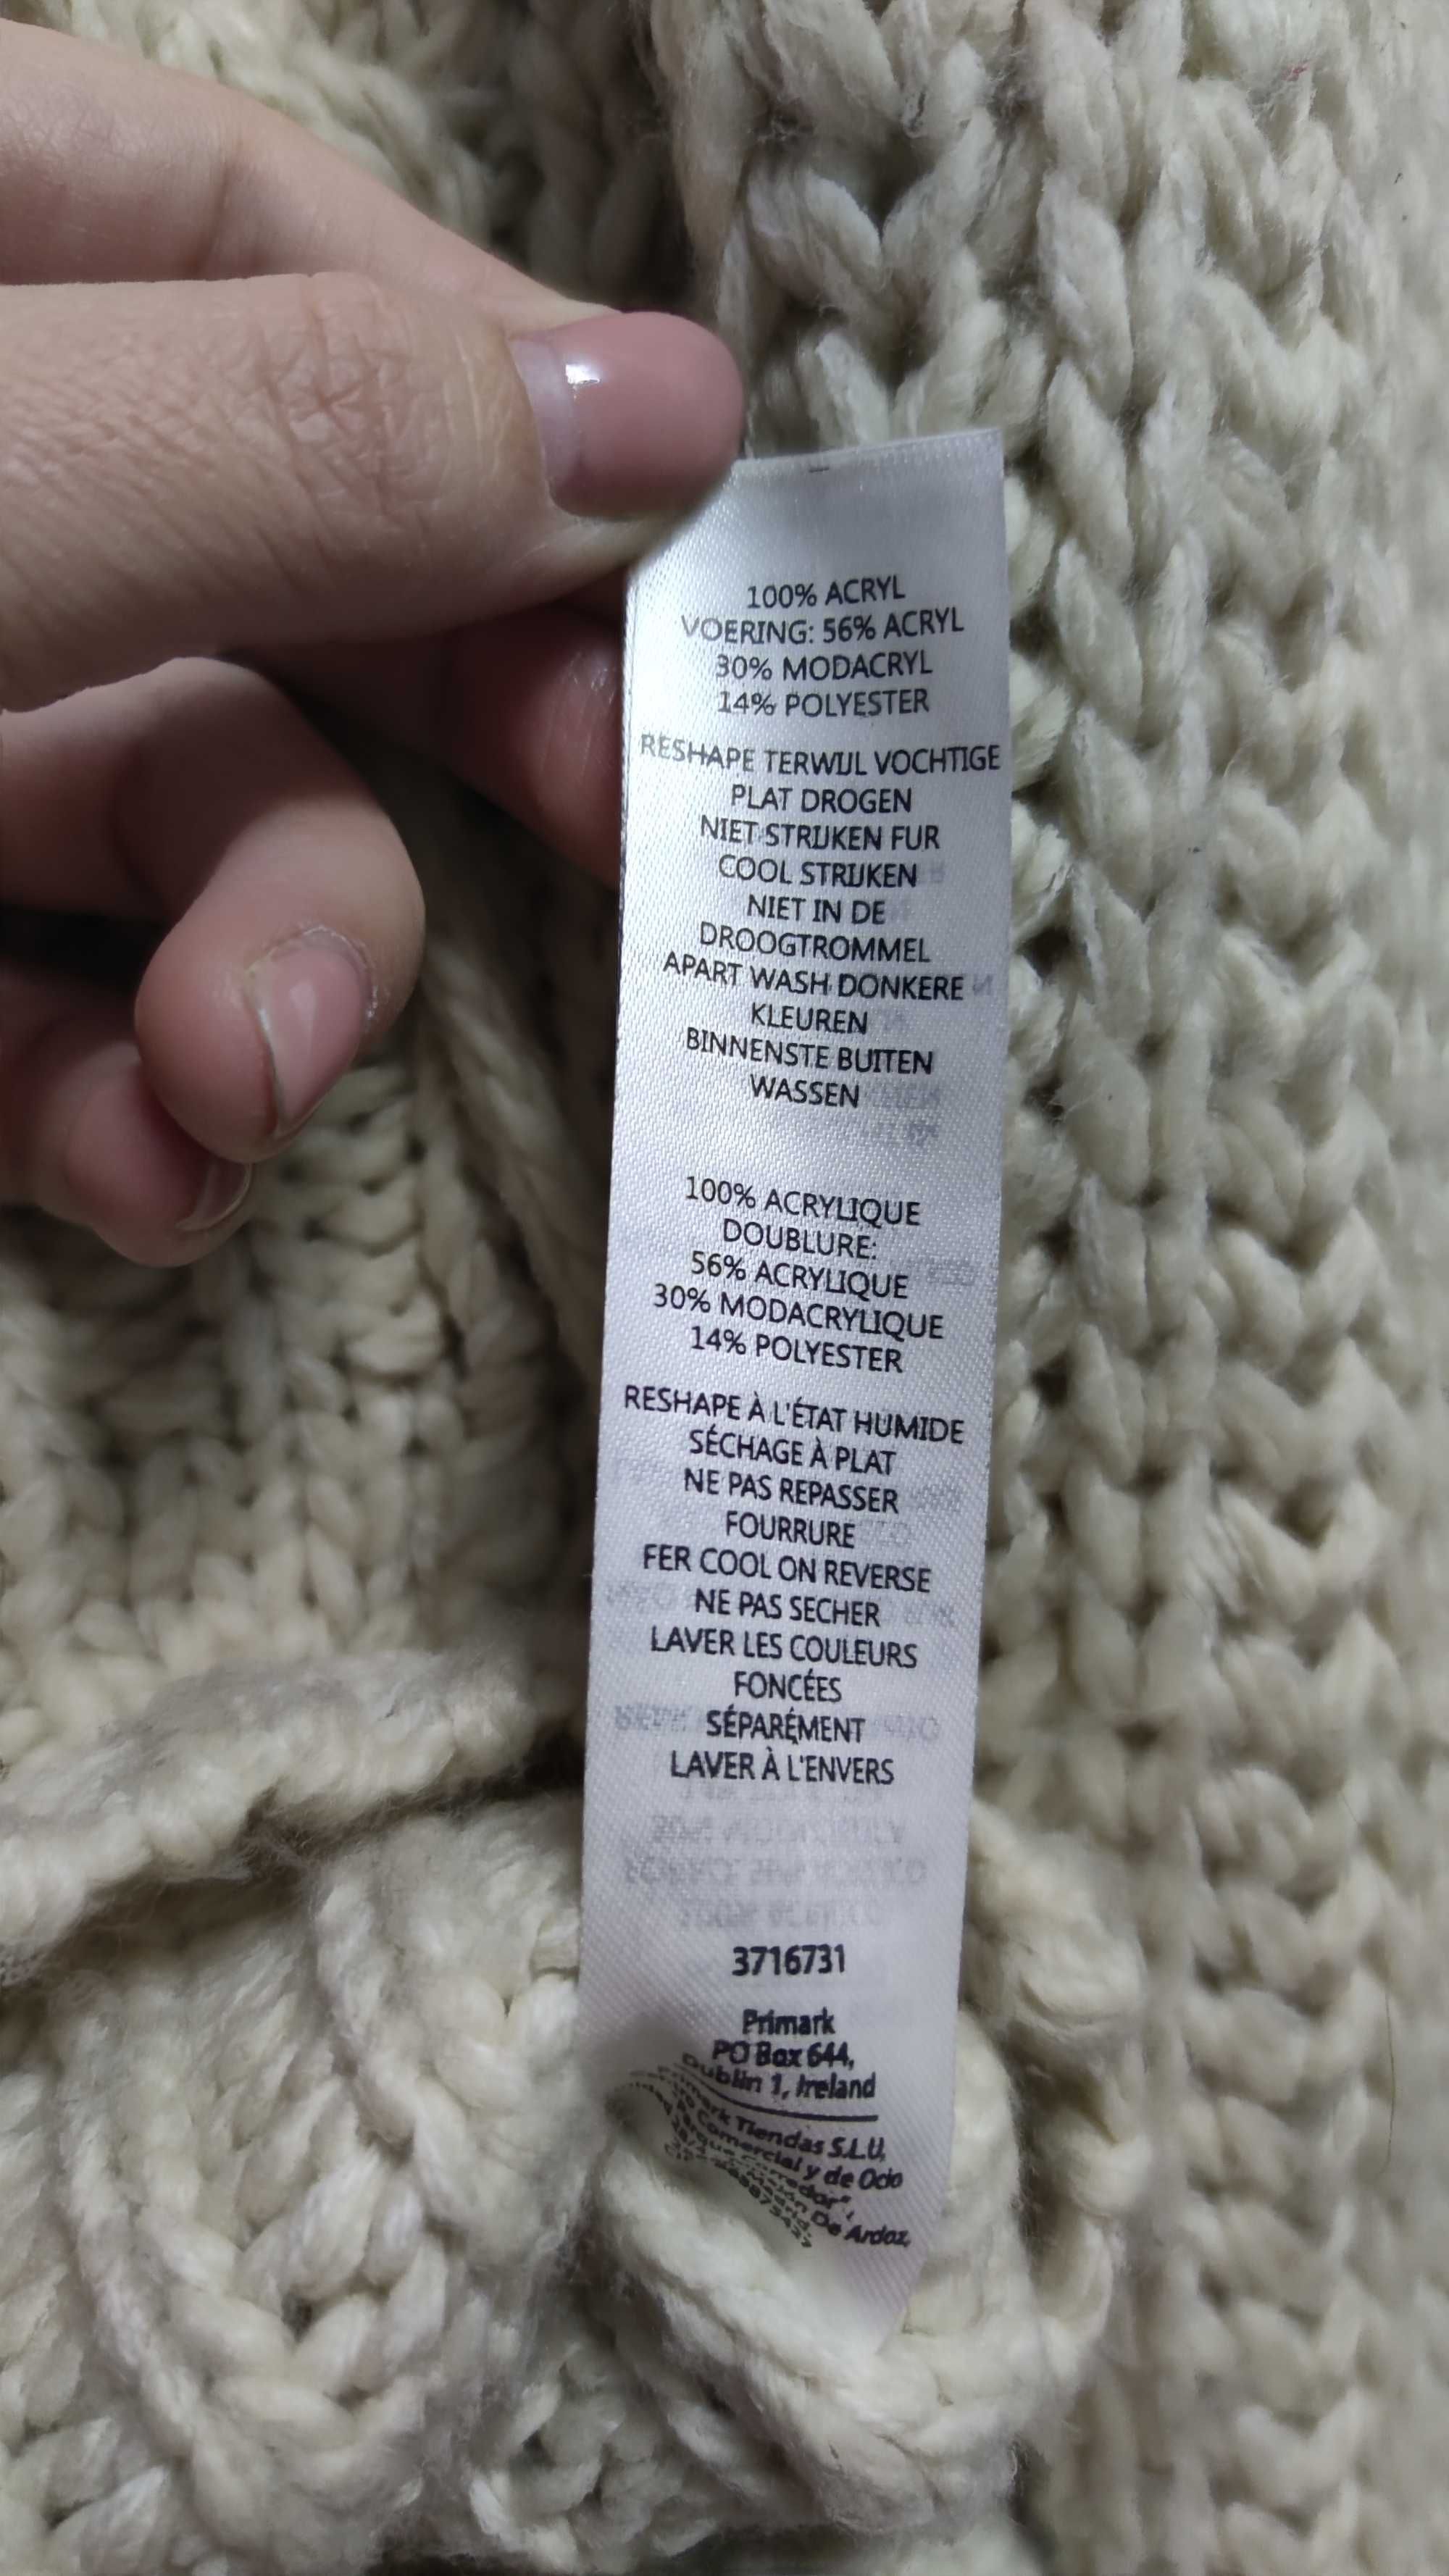 100% ACRYL
VOERING: 56% ACRYL
30% MODACRYL
14% POLYESTER
RESHAPE TERWIJL VOCHTIGE
PLAT DROGEN
NIET STRIJKEN FUR
COOL STRIJKEN
NIET IN DE
DROOGTROMMEL
APART WASH DONKERE
KLEUREN
BINNENSTE BUITEN
WASSEN
100% ACRYLIQUE
DOUBLURE:
56% ACRYLIQUE
30% MODACRYLIQUE
14% POLYESTER
RESHAPE À L'ÉTAT HUMIDE
SÉCHAGE À PLAT
NE PAS REPASSER
FOURRURE
FER COOL ON REVERSE
NE PAS SECHER
LAVER LES COULEURS
FONCÉES
SÉPARÉMENT
LAVER À L'ENVERS
3716731
Primark
PO Box 644,
Dublin 1, Ireland
Tiendas S.L.U,
Comercial y de Ocio
De Ardoz,